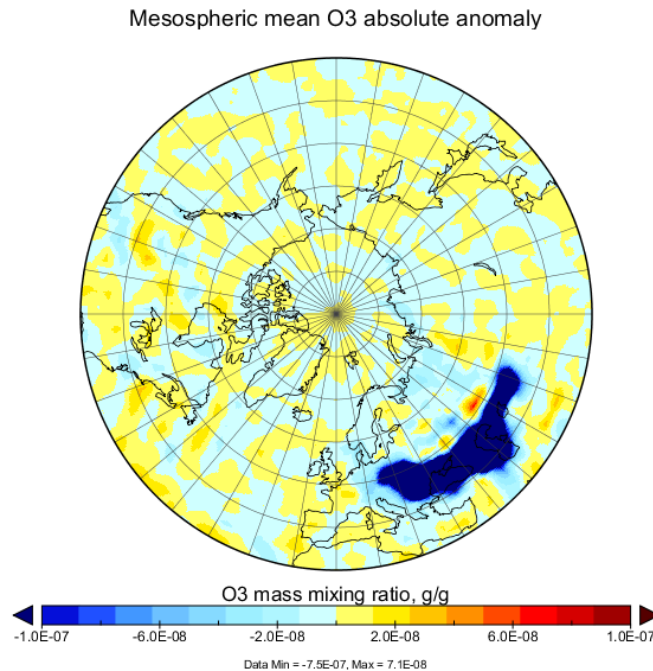 Mesospheric mean O3 absolute anomaly
O3 mass mixing ratio, g/g
-1.0E-07 -6.0E-08 -2.0E-08 2.0E-08 6.0E-08 1.0E-07
Data Min = -7.5E-07, Max = 7.1E-08